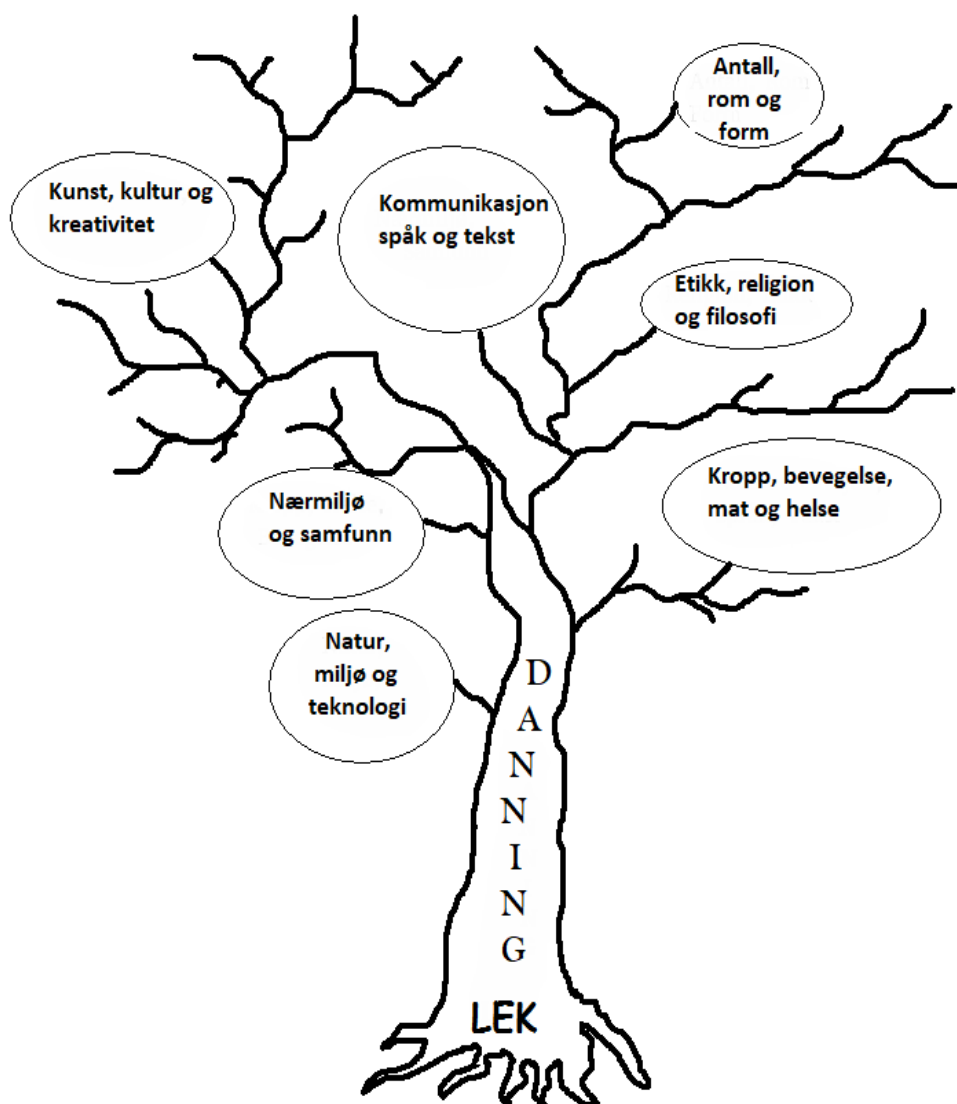 Antall,
rom og
form
Kunst, kultur og
kreativitet
Kommunikasjon
spåk og tekst
Etikk, religion
og filosofi
Kropp, bevegelse,
mat og helse
Nærmiljø
og samfunn
Natur,
miljø og
teknologi
D
A
N
N
I
N
G
LEK